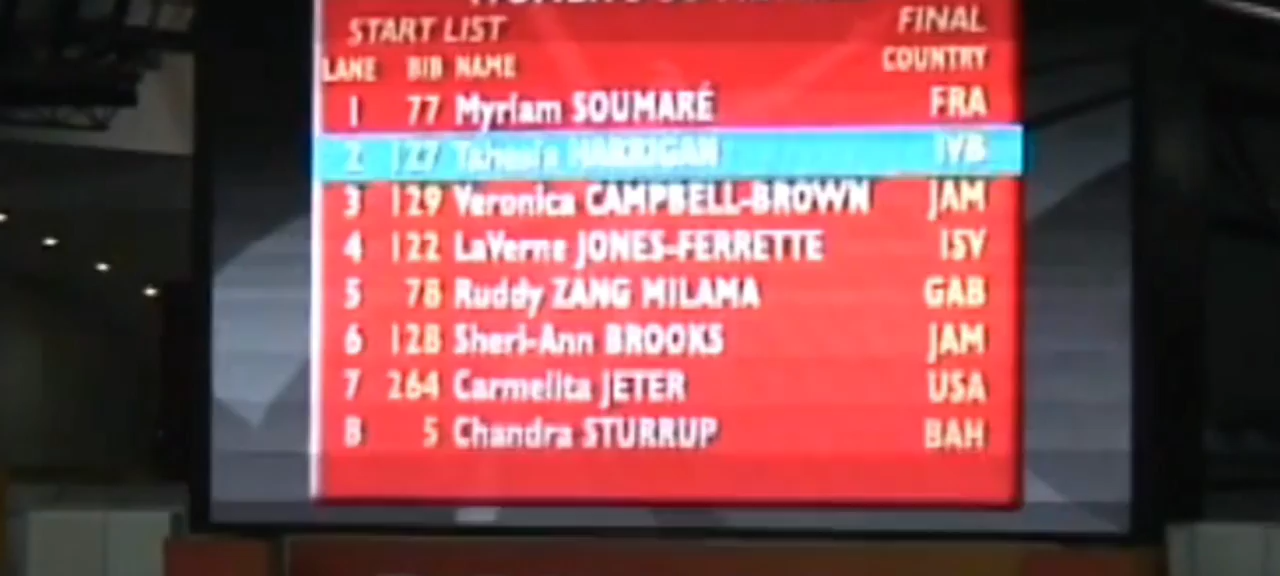 START LIST FINAL
LANE BIB NAME COUNTRY
1 77 Myriam SOUMARÉ FRA
2 127 HARRIGAN IVB
3 129 Veronica CAMPBELL-BROWN JAM
4 122 LaVerne JONES-FERRETTE ISV
5 78 Ruddy ZANG MILAMA GAB
6 128 Sheri-Ann BROOKS JAM
7 264 Carmelita JETER USA
8 5 Chandra STURRUP BAH